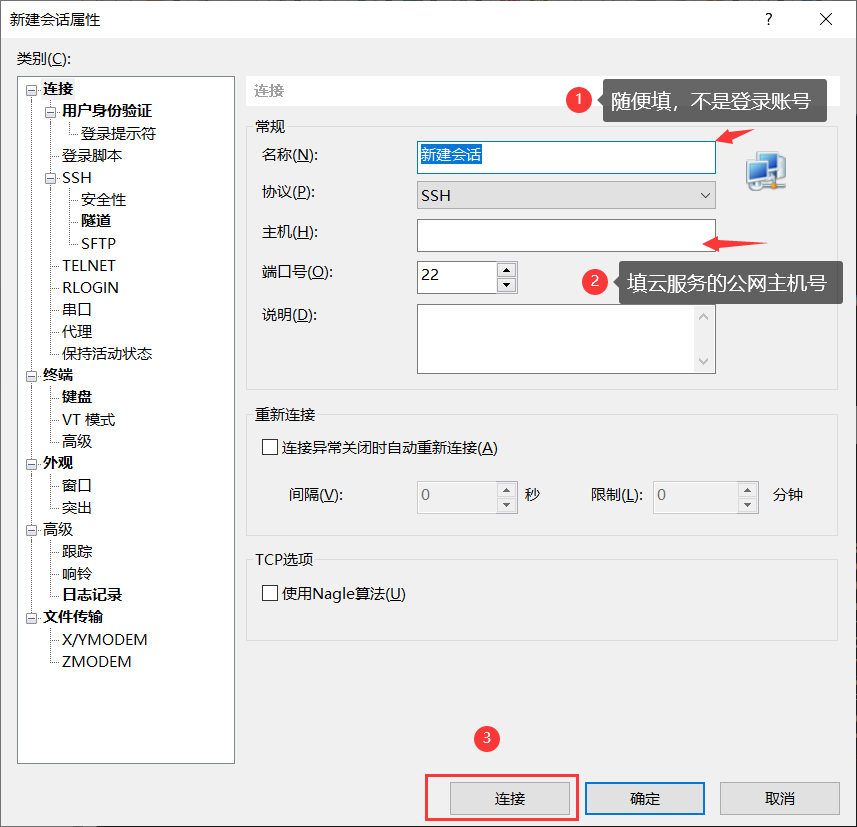 新建会话属性
?
类别(C):
连接
用户身份验证
登录提示符
登录脚本
SSH
安全性
隧道
SFTP
TELNET
RLOGIN
串口
代理
保持活动状态
终端
键盘
VT 模式
高级
外观
窗口
突出
高级
跟踪
响铃
日志记录
文件传输
X/YMODEM
ZMODEM
连接
1 随便填，不是登录账号
常规
名称(N): 新建会话
协议(P): SSH
主机(H):
端口号(O): 22
2 填云服务的公网主机号
说明(D):
重新连接
连接异常关闭时自动重新连接(A)
间隔(V): 0 秒 限制(L): 0 分钟
TCP选项
使用Nagle算法(U)
3
连接 确定 取消